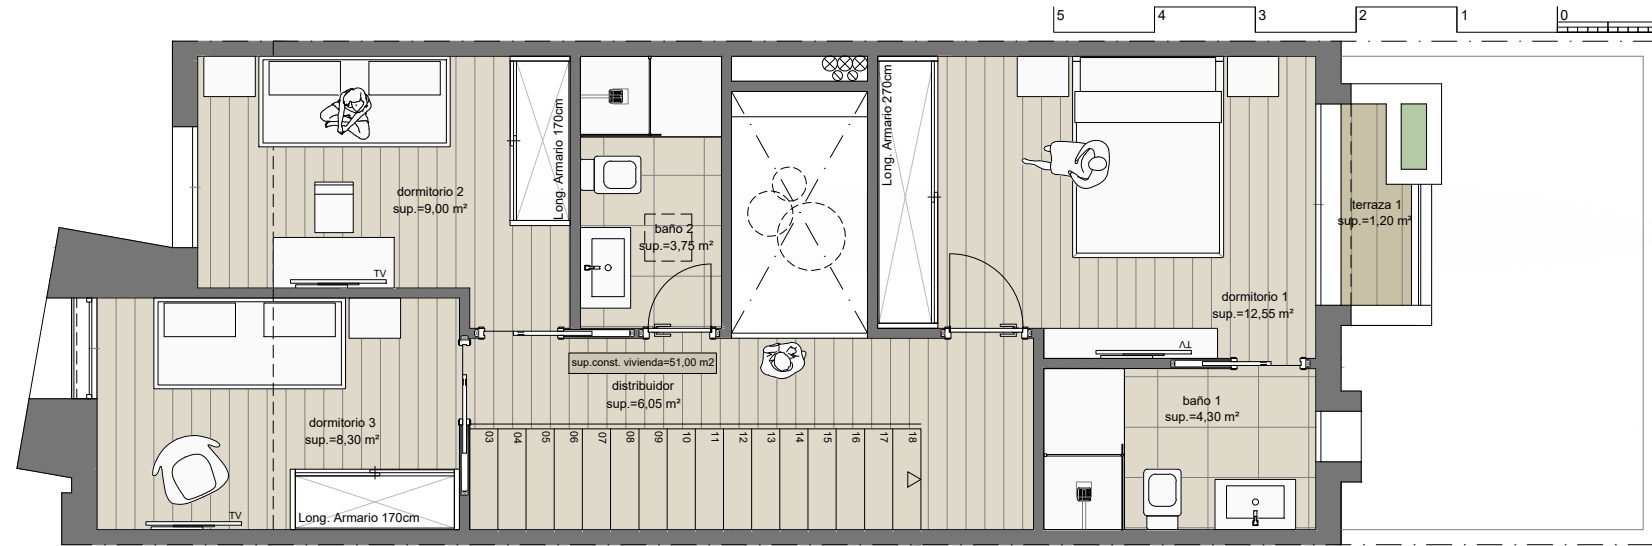 5 4 3 2 1 0
Long. Armario 170cm
dormitorio 2
sup.=9,00 m²
TV
baño 2
sup.=3,75 m²
Long. Armario 270cm
terraza 1
sup.=1,20 m²
dormitorio 1
sup.=12,55 m²
TV
sup.const. vivienda=51,00 m2
distribuidor
sup.=6,05 m²
baño 1
sup.=4,30 m²
dormitorio 3
sup.=8,30 m²
03 04 05 06 07 08 09 10 11 12 13 14 15 16 17 18
TV
Long. Armario 170cm